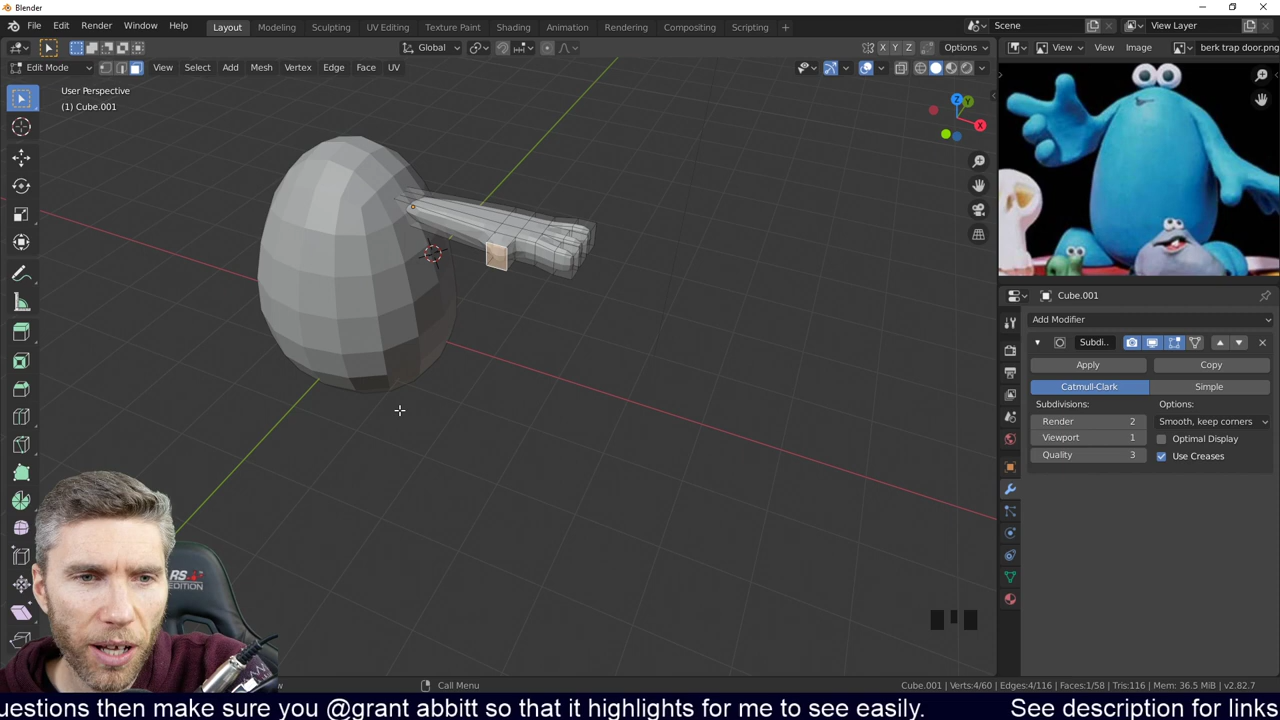 Blender
File Edit Render Window Help Layout Modeling Sculpting UV Editing Texture Paint Shading Animation Rendering Compositing Scripting + Scene View Layer
Global X Y Z Options View View Image berk trap door.png
Edit Mode View Select Add Mesh Vertex Edge Face UV
User Perspective
(1) Cube.001
Z
Y
X
Cube.001
Add Modifier
Subdi..
Apply Copy
Catmull-Clark Simple
Subdivisions: Options:
Render 2 Smooth, keep corners
Viewport 1 Optimal Display
Quality 3 Use Creases
RS
EDITION
Call Menu Cube.001 | Verts:4/60 | Edges:4/116 | Faces:1/58 | Tris:116 | Mem: 36.5 MiB | v2.82.7
uestions then make sure you @grant abbitt so that it highlights for me to see easily. See description for links